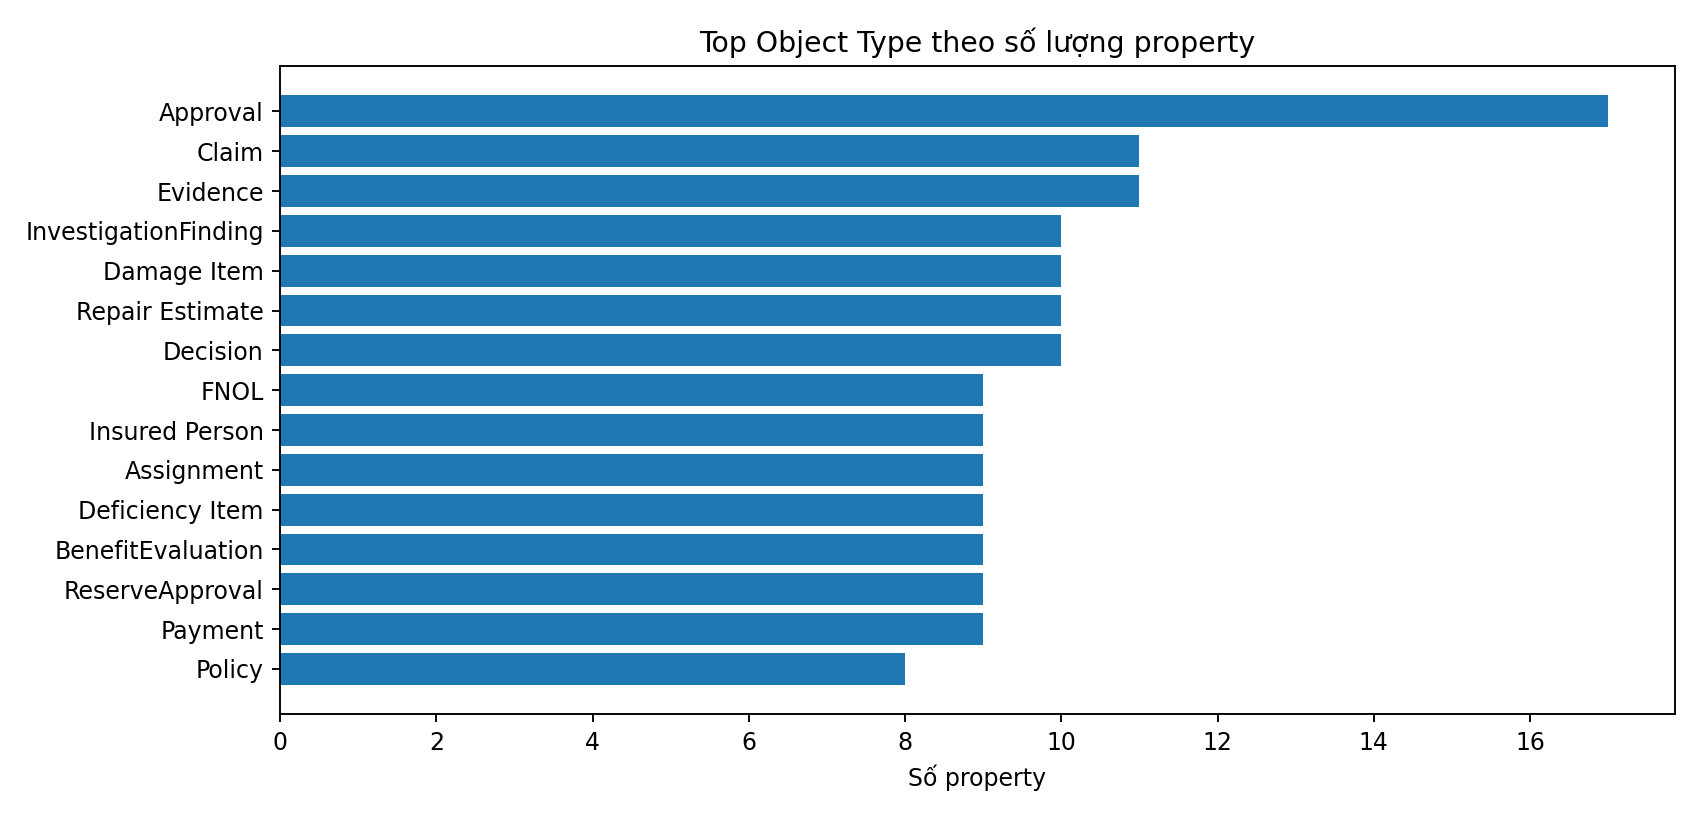 Top Object Type theo số lượng property
Approval
Claim
Evidence
InvestigationFinding
Damage Item
Repair Estimate
Decision
FNOL
Insured Person
Assignment
Deficiency Item
BenefitEvaluation
ReserveApproval
Payment
Policy
0 2 4 6 8 10 12 14 16
Số property